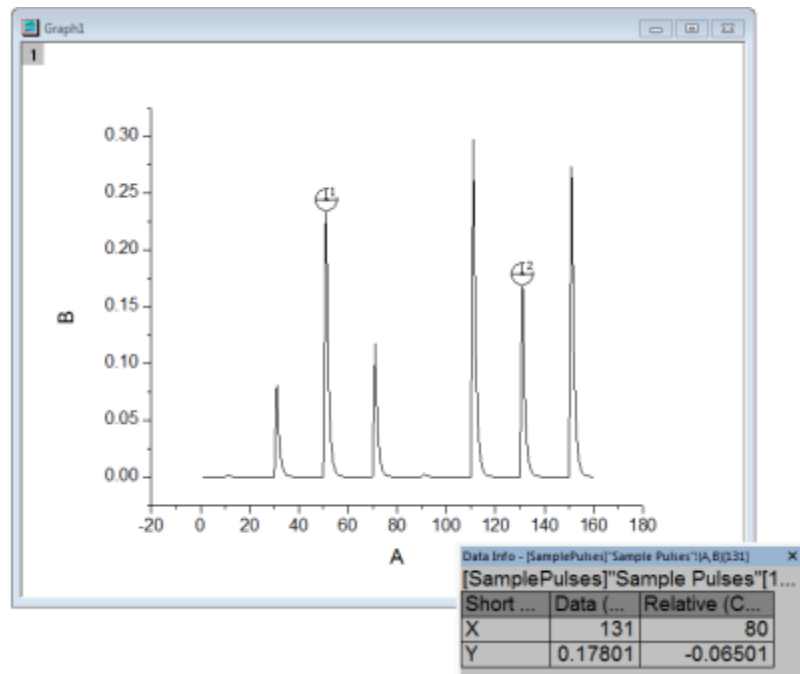 Graph1
1
0.30
0.25
0.20
0.15
0.10
0.05
0.00
B
1
2
-20 0 20 40 60 80 100 120 140 160 180
A
Data Info - [SamplePulses]"Sample Pulses"!(A,B)[131]
[SamplePulses]"Sample Pulses"[1...
Short ... Data (... Relative (C...
X 131 80
Y 0.17801 -0.06501